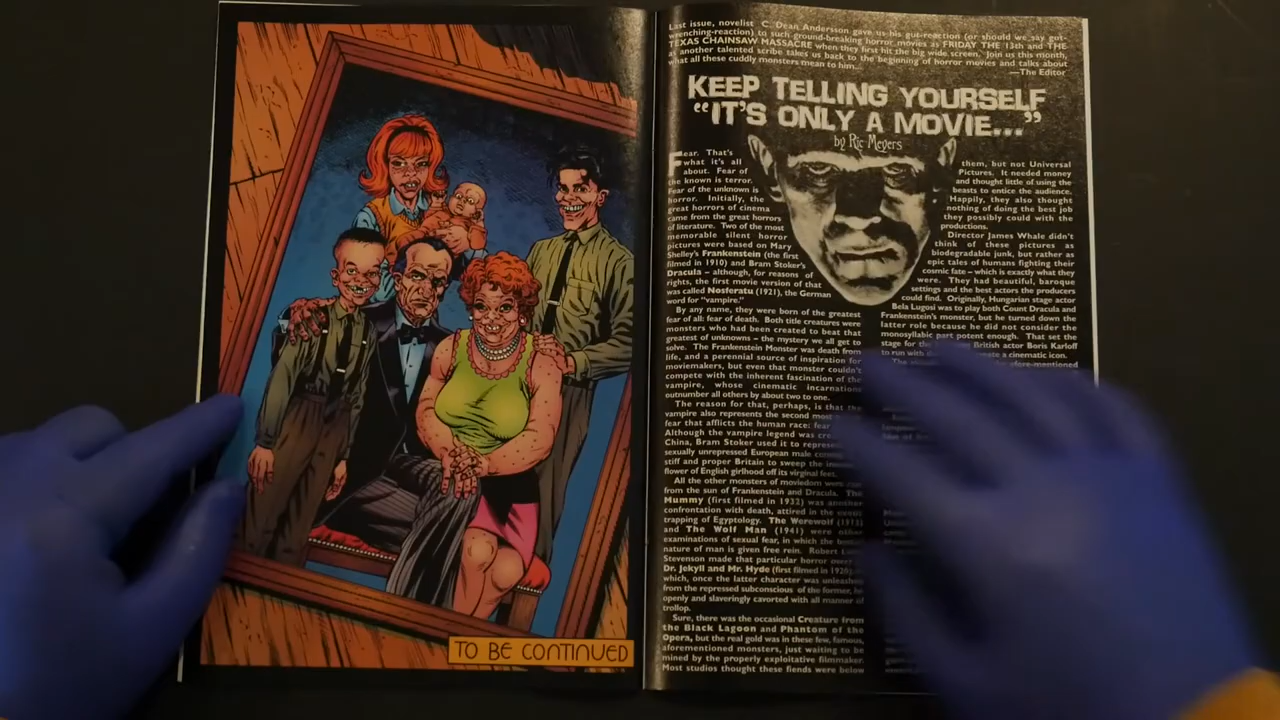 TO BE CONTINUED
Last issue, novelist C. Dean Andersson gave us his gut-reaction (or should we say gut-
wrenching-reaction) to such ground-breaking horror movies as FRIDAY THE 13th and THE
TEXAS CHAINSAW MASSACRE when they first hit the big wide screen. Join us this month,
as another talented scribe takes us back to the beginning of horror movies and talks about
what all these cuddly monsters mean to him...
—The Editor
KEEP TELLING YOURSELF
“IT'S ONLY A MOVIE...”
by Ric Meyers
Fear. That's
what it's all
about. Fear of
the known is terror.
Fear of the unknown is
horror. Initially, the
great horrors of cinema
came from the great horrors
of literature. Two of the most
memorable silent horror
pictures were based on Mary
Shelley's Frankenstein (the first
filmed in 1910) and Bram Stoker's
Dracula – although, for reasons of
rights, the first movie version of that
was called Nosferatu (1921), the German
word for "vampire."
By any name, they were born of the greatest
fear of all: fear of death. Both title creatures were
monsters who had been created to beat that
greatest of unknowns – the mystery we all get to
solve. The Frankenstein Monster was death from
life, and a perennial source of inspiration for
moviemakers, but even that monster couldn't
compete with the inherent fascination of the
vampire, whose cinematic incarnations
outnumber all others by about two to one.
The reason for that, perhaps, is that the
vampire also represents the second most
fear that afflicts the human race: fear
Although the vampire legend was
China, Bram Stoker used it to
sexually unrepressed European male
stiff and proper Britain to sweep the
flower of English girlhood off its virginal feet.
All the other monsters of moviedom were
from the sun of Frankenstein and Dracula. The
Mummy (first filmed in 1932) was another
confrontation with death, attired in the
trapping of Egyptology. The Werewolf
and The Wolf Man (1941) were other
examinations of sexual fear, in which the
nature of man is given free rein. Robert
Stevenson made that particular horror
Dr. Jekyll and Mr. Hyde (first filmed in
which, once the latter character was unleashed
from the repressed subconscious of the former, he
openly and slaveringly cavorted with all manner of
trollop.
Sure, there was the occasional Creature from
the Black Lagoon and Phantom of the
Opera, but the real gold was in these few, famous,
aforementioned monsters, just waiting to be
mined by the properly exploitative filmmaker.
Most studios thought these fiends were below
them, but not Universal
Pictures. It needed money
and thought little of using the
beasts to entice the audience.
Happily, they also thought
nothing of doing the best job
they possibly could with the
productions.
Director James Whale didn't
think of these pictures as
biodegradable junk, but rather as
epic tales of humans fighting their
cosmic fate – which is exactly what they
were. They had beautiful, baroque
settings and the best actors the producers
could find. Originally, Hungarian stage actor
Bela Lugosi was to play both Count Dracula and
Frankenstein's monster, but he turned down the
latter role because he did not consider the
monosyllabic part potent enough. That set the
stage for British actor Boris Karloff
to run with a cinematic icon.